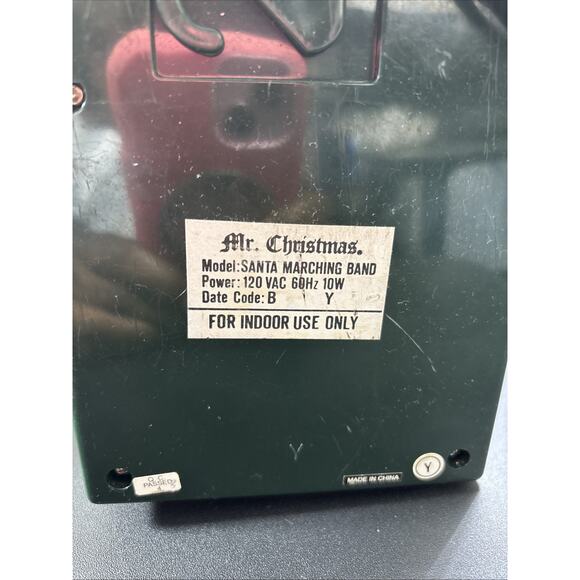 Mr. Christmas.
Model: SANTA MARCHING BAND
Power: 120 VAC 60Hz 10W
Date Code: B Y
FOR INDOOR USE ONLY
Y
Q.C.
PASSED
MADE IN CHINA
Y